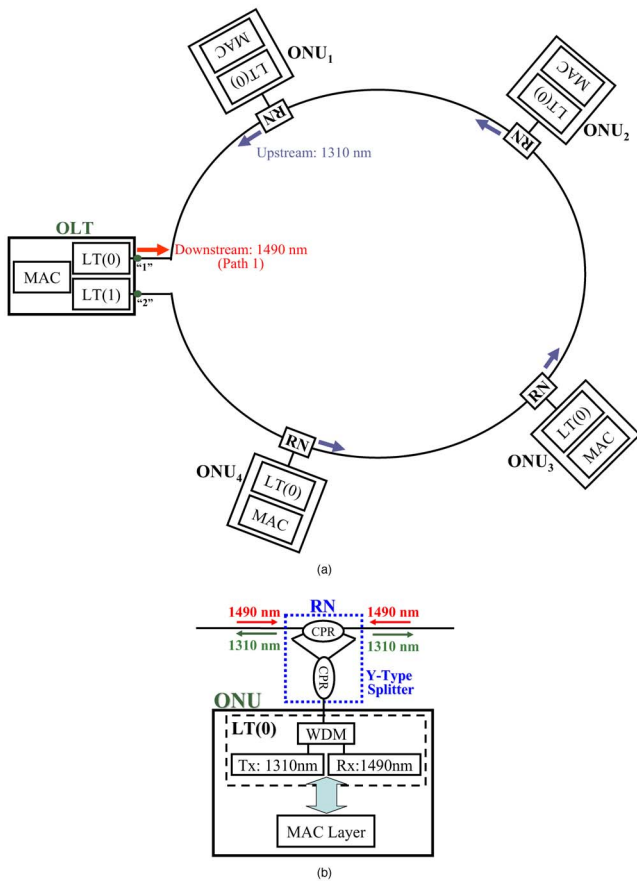 MAC
LT(0)
ONU1
RN
Upstream: 1310 nm
MAC
LT(0)
ONU2
RN
OLT
MAC
LT(0)
LT(1)
“1”
“2”
Downstream: 1490 nm
(Path 1)
RN
LT(0)
MAC
ONU3
RN
ONU4
LT(0)
MAC
(a)
RN
1490 nm
1490 nm
1310 nm
1310 nm
CPR
CPR
Y-Type
Splitter
ONU
LT(0)
WDM
Tx: 1310nm
Rx:1490nm
MAC Layer
(b)